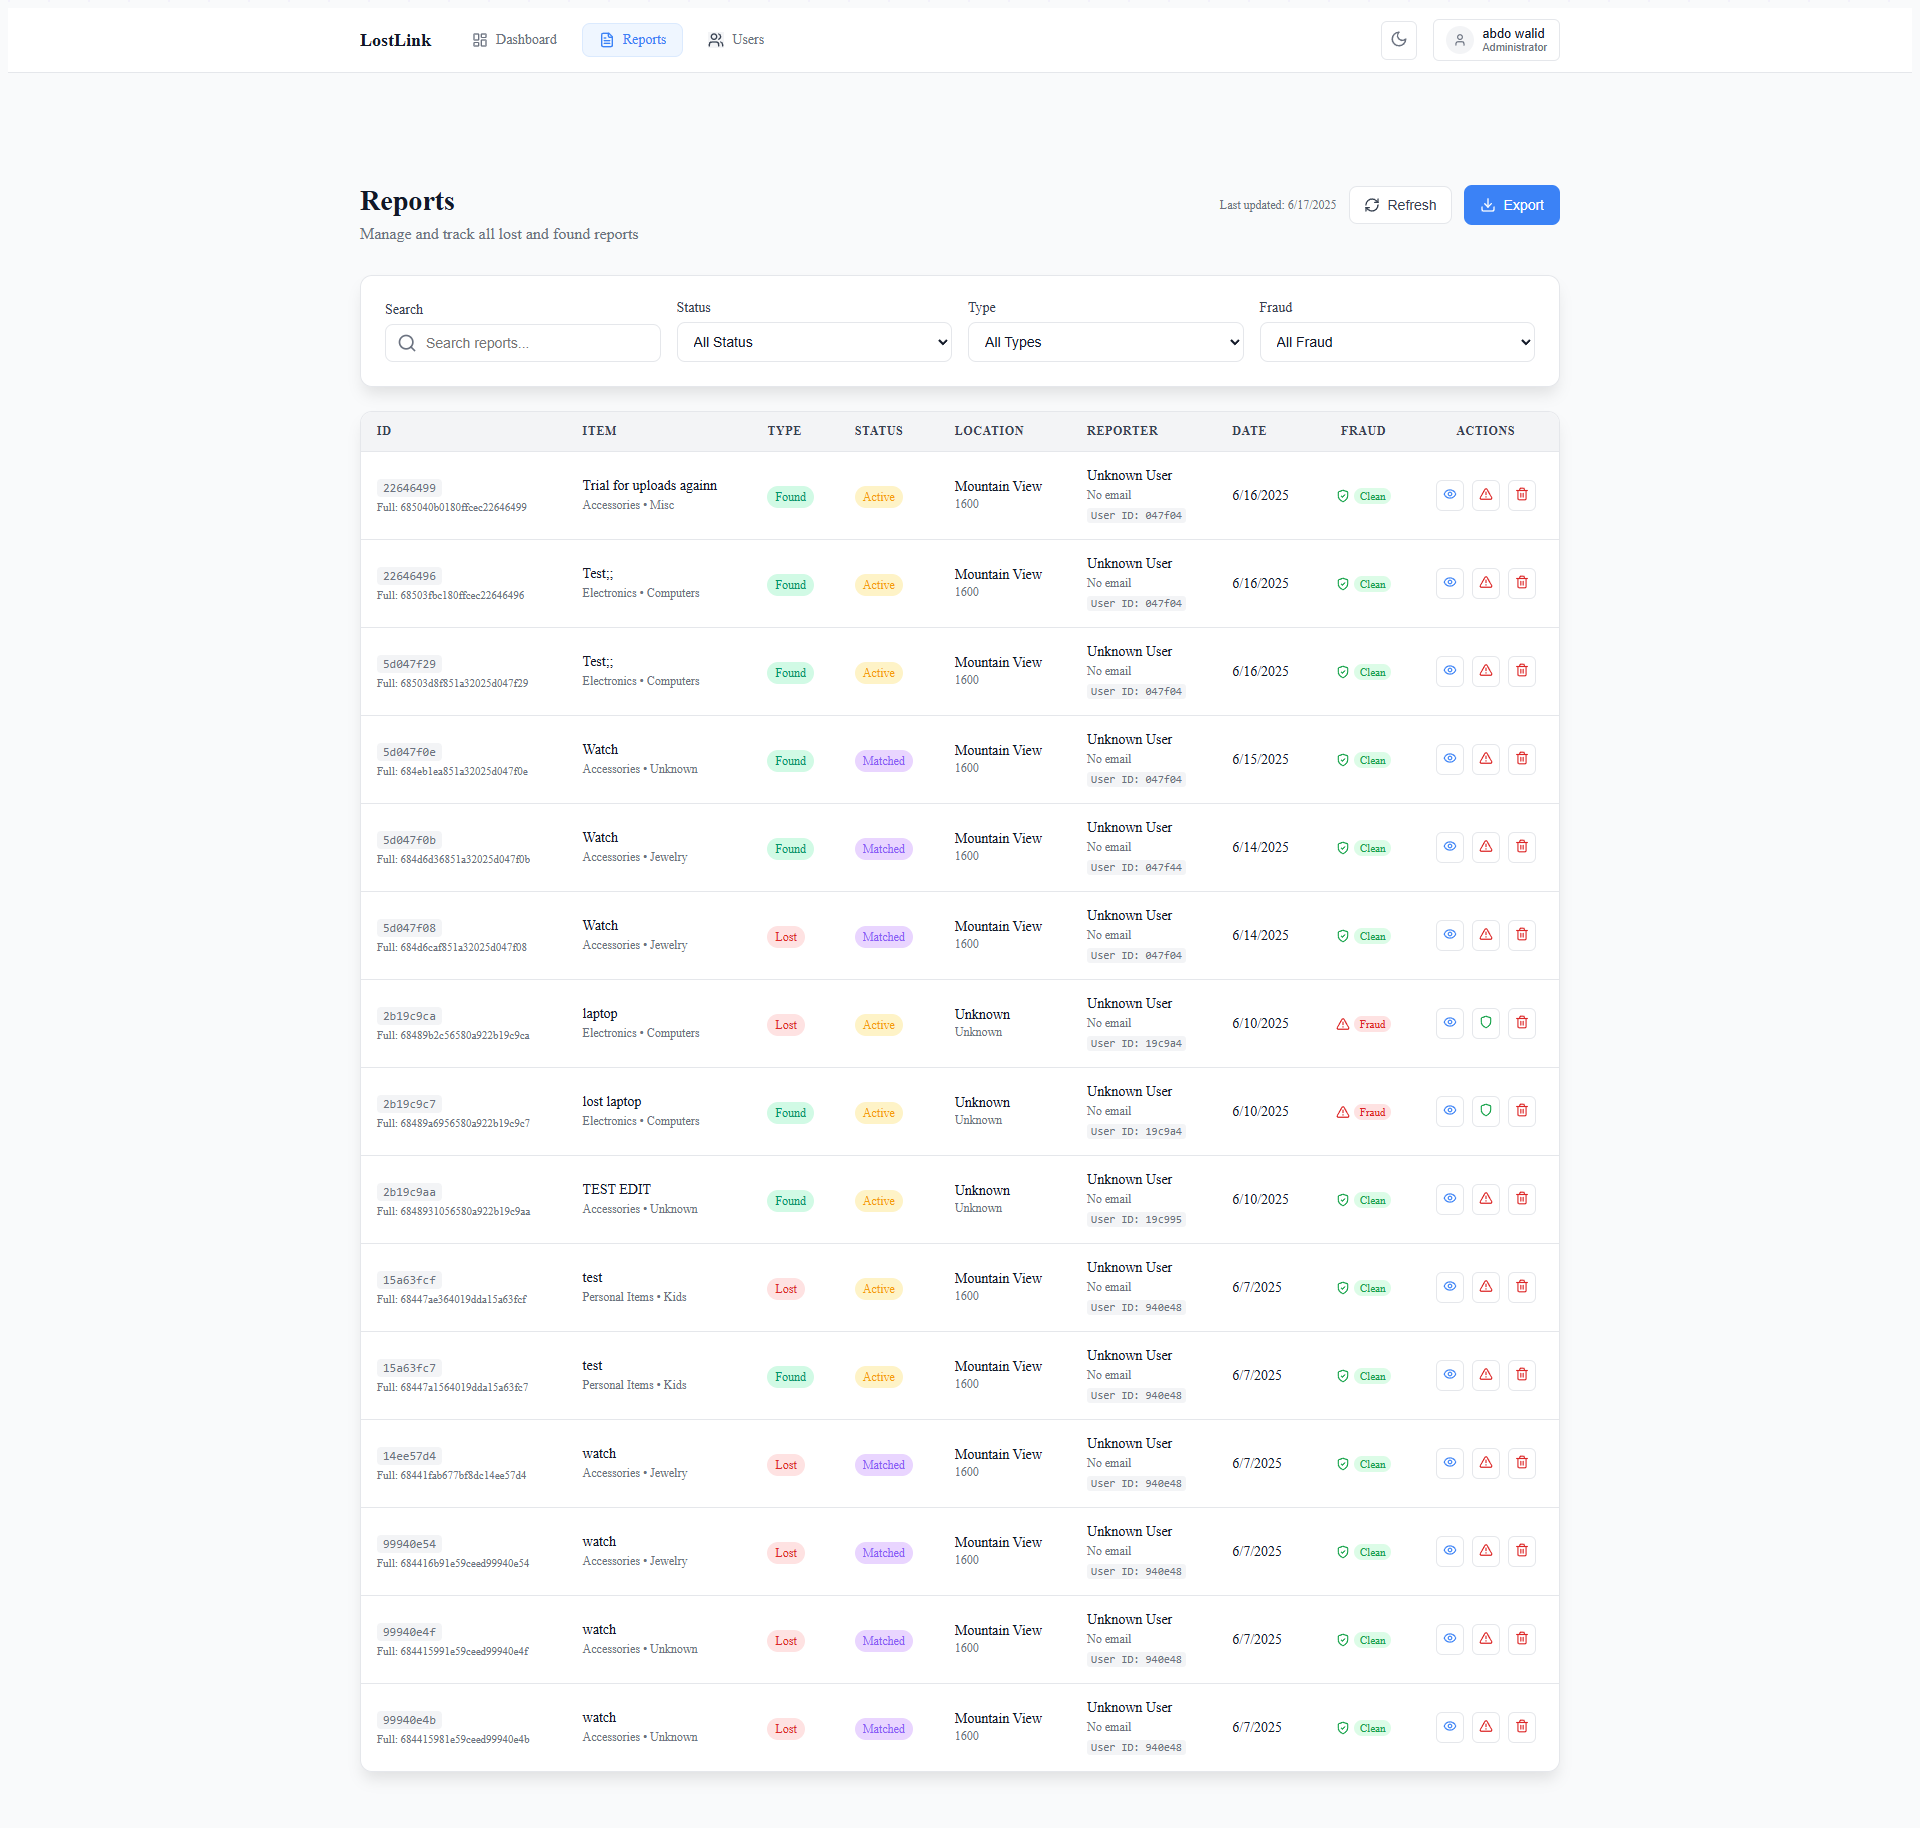 LostLink Dashboard Reports Users abdo walid
Administrator
Reports
Manage and track all lost and found reports
Last updated: 6/17/2025 Refresh Export
Search Status Type Fraud
Search reports... All Status All Types All Fraud
ID ITEM TYPE STATUS LOCATION REPORTER DATE FRAUD ACTIONS
22646499 Trial for uploads againn Found Active Mountain View Unknown User 6/16/2025 Clean
Full: 685040b0180ffcec22646499 Accessories • Misc 1600 No email
User ID: 047f04
22646496 Test;; Found Active Mountain View Unknown User 6/16/2025 Clean
Full: 68503fbc180ffcec22646496 Electronics • Computers 1600 No email
User ID: 047f04
5d047f29 Test;; Found Active Mountain View Unknown User 6/16/2025 Clean
Full: 68503d8f851a32025d047f29 Electronics • Computers 1600 No email
User ID: 047f04
5d047f0e Watch Found Matched Mountain View Unknown User 6/15/2025 Clean
Full: 684eb1ea851a32025d047f0e Accessories • Unknown 1600 No email
User ID: 047f04
5d047f0b Watch Found Matched Mountain View Unknown User 6/14/2025 Clean
Full: 684d6d36851a32025d047f0b Accessories • Jewelry 1600 No email
User ID: 047f44
5d047f08 Watch Lost Matched Mountain View Unknown User 6/14/2025 Clean
Full: 684d6caf851a32025d047f08 Accessories • Jewelry 1600 No email
User ID: 047f04
2b19c9ca laptop Lost Active Unknown Unknown User 6/10/2025 Fraud
Full: 68489b2c56580a922b19c9ca Electronics • Computers Unknown No email
User ID: 19c9a4
2b19c9c7 lost laptop Found Active Unknown Unknown User 6/10/2025 Fraud
Full: 68489a6956580a922b19c9c7 Electronics • Computers Unknown No email
User ID: 19c9a4
2b19c9aa TEST EDIT Found Active Unknown Unknown User 6/10/2025 Clean
Full: 6848931056580a922b19c9aa Accessories • Unknown Unknown No email
User ID: 19c995
15a63fcf test Lost Active Mountain View Unknown User 6/7/2025 Clean
Full: 68447ae364019dda15a63fcf Personal Items • Kids 1600 No email
User ID: 940e48
15a63fc7 test Found Active Mountain View Unknown User 6/7/2025 Clean
Full: 68447a1564019dda15a63fc7 Personal Items • Kids 1600 No email
User ID: 940e48
14ee57d4 watch Lost Matched Mountain View Unknown User 6/7/2025 Clean
Full: 68441fab677bf8dc14ee57d4 Accessories • Jewelry 1600 No email
User ID: 940e48
99940e54 watch Lost Matched Mountain View Unknown User 6/7/2025 Clean
Full: 684416b91e59ceed99940e54 Accessories • Jewelry 1600 No email
User ID: 940e48
99940e4f watch Lost Matched Mountain View Unknown User 6/7/2025 Clean
Full: 684415991e59ceed99940e4f Accessories • Unknown 1600 No email
User ID: 940e48
99940e4b watch Lost Matched Mountain View Unknown User 6/7/2025 Clean
Full: 684415981e59ceed99940e4b Accessories • Unknown 1600 No email
User ID: 940e48